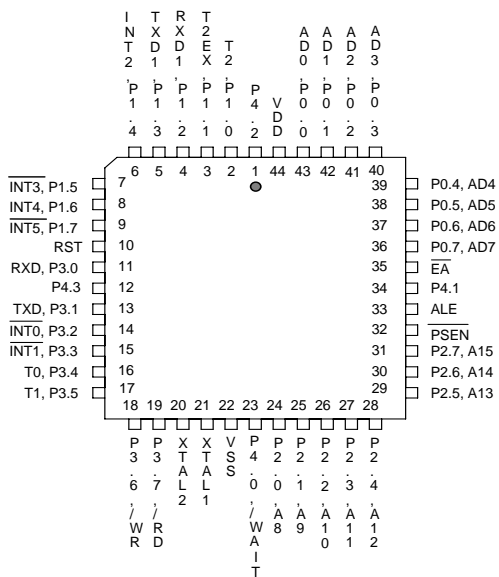 INT2, P1.4
TXD1, P1.3
RXD1, P1.2
T2EX, P1.1
T2, P1.0
P4.2
VDD
AD0, P0.0
AD1, P0.1
AD2, P0.2
AD3, P0.3
6 5 4 3 2 1 44 43 42 41 40
INT3, P1.5 7
INT4, P1.6 8
INT5, P1.7 9
RST 10
RXD, P3.0 11
P4.3 12
TXD, P3.1 13
INT0, P3.2 14
INT1, P3.3 15
T0, P3.4 16
T1, P3.5 17
39 P0.4, AD4
38 P0.5, AD5
37 P0.6, AD6
36 P0.7, AD7
35 EA
34 P4.1
33 ALE
32 PSEN
31 P2.7, A15
30 P2.6, A14
29 P2.5, A13
18 19 20 21 22 23 24 25 26 27 28
P3.6, /WR
P3.7, /RD
XTAL2
XTAL1
VSS
P4.0, /WAIT
P2.0, A8
P2.1, A9
P2.2, A10
P2.3, A11
P2.4, A12